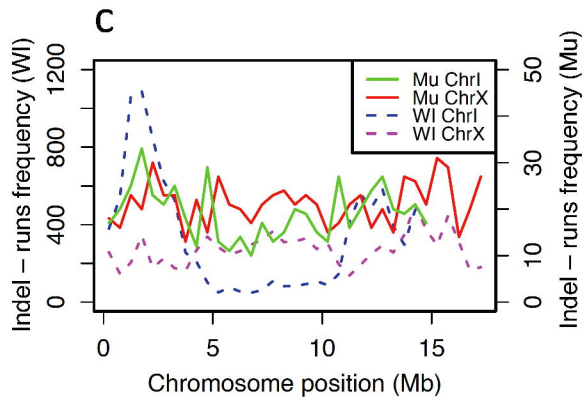 C
Indel – runs frequency (WI)
1200
800
400
0
50
40
30
20
10
0
Indel – runs frequency (Mu)
Mu ChrI
Mu ChrX
WI ChrI
WI ChrX
0 5 10 15
Chromosome position (Mb)